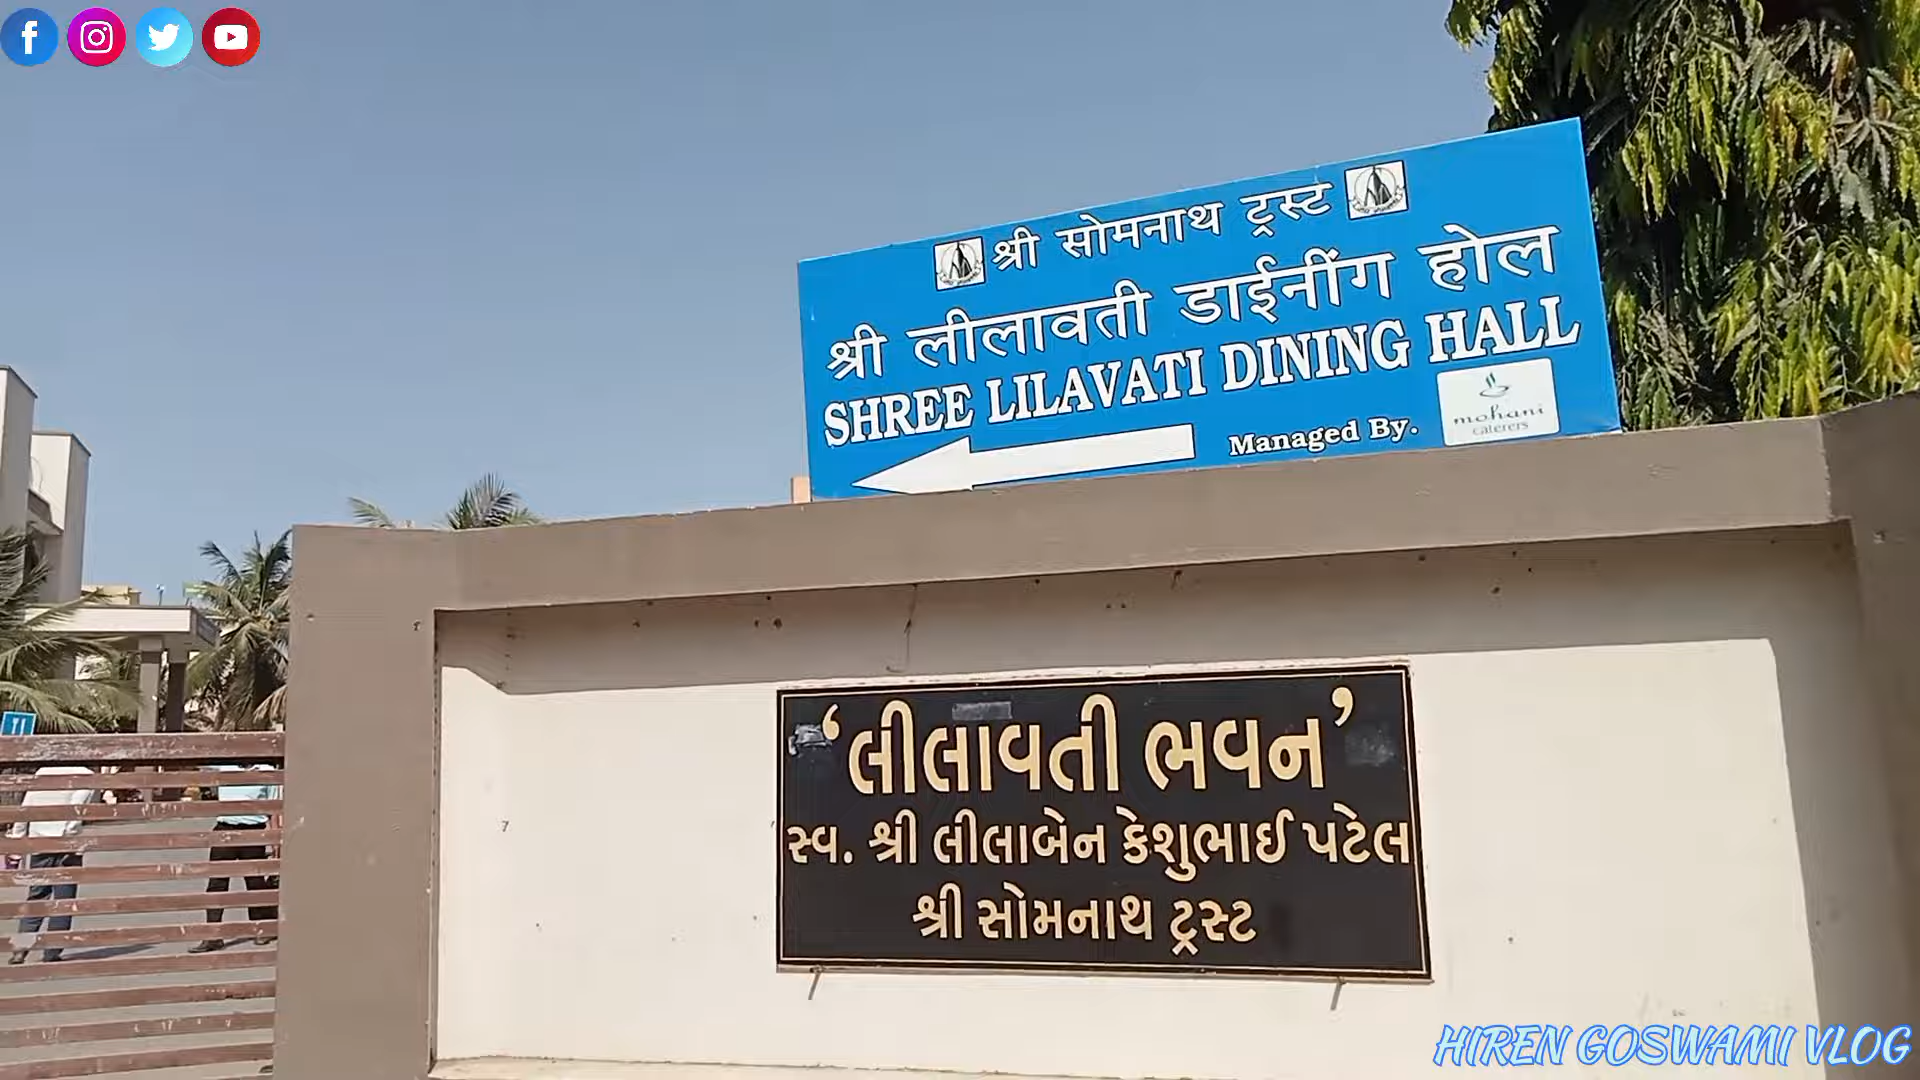 श्री सोमनाथ ट्रस्ट
श्री लीलावती डाईनींग होल
SHREE LILAVATI DINING HALL
Managed By.
mohani
caterers
‘લીલાવતી ભવન’
સ્વ. શ્રી લીલાબેન કેશુભાઈ પટેલ
શ્રી સોમનાથ ટ્રસ્ટ
HIREN GOSWAMI VLOG